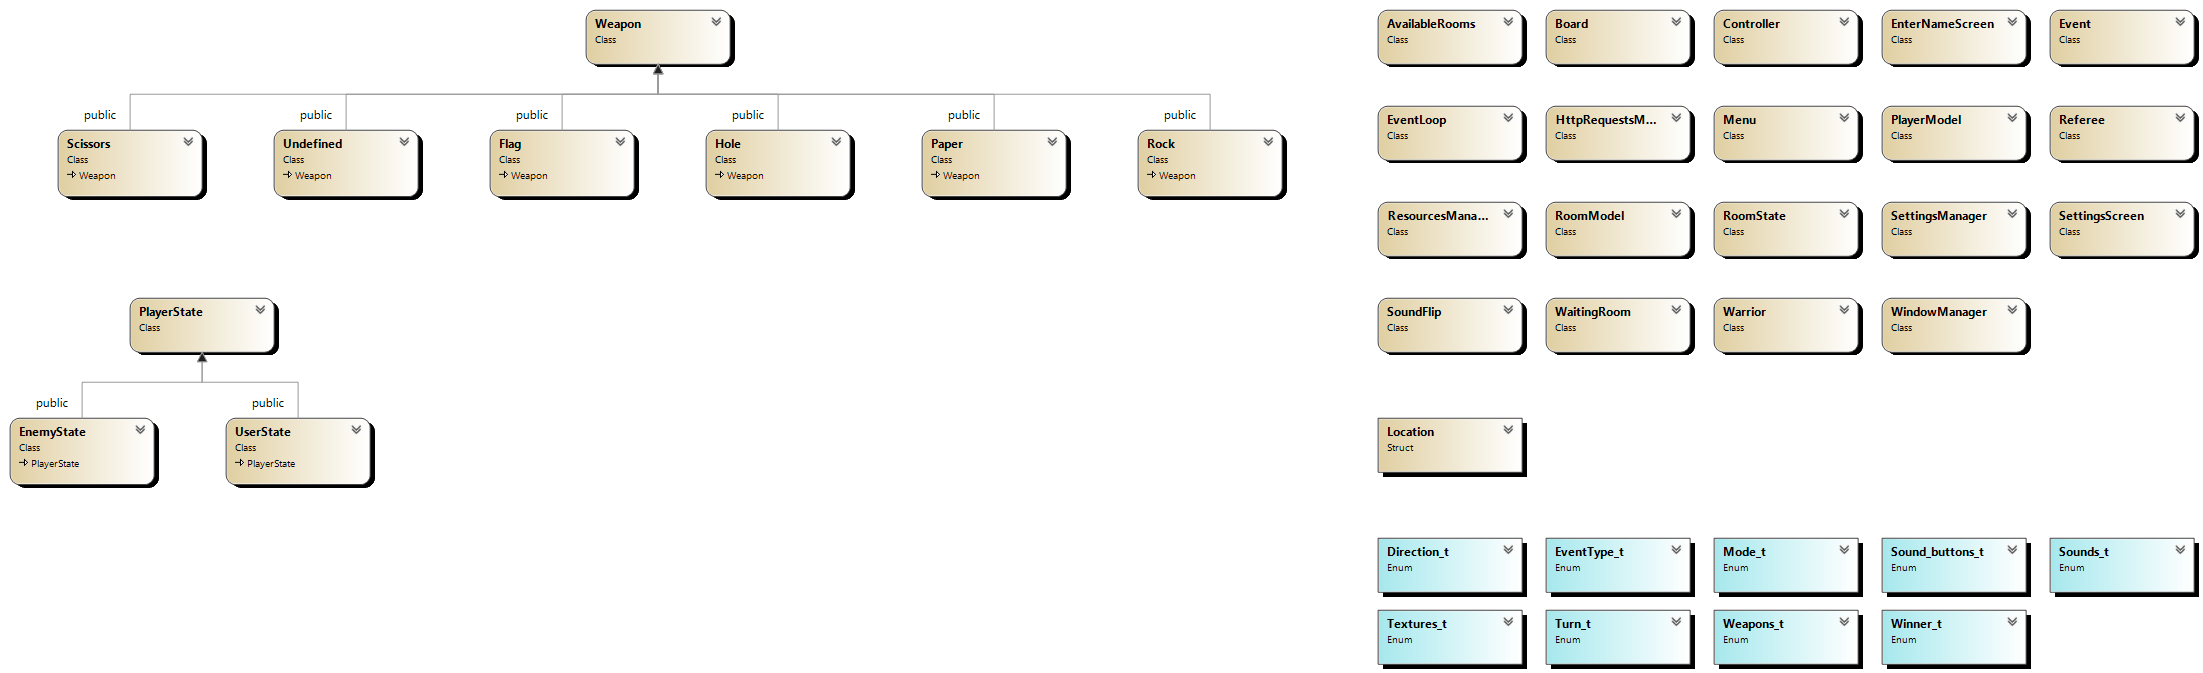 Weapon
Class
public
public
public
public
public
public
Scissors
Class
Weapon
Undefined
Class
Weapon
Flag
Class
Weapon
Hole
Class
Weapon
Paper
Class
Weapon
Rock
Class
Weapon
PlayerState
Class
public
public
EnemyState
Class
PlayerState
UserState
Class
PlayerState
AvailableRooms
Class
Board
Class
Controller
Class
EnterNameScreen
Class
Event
Class
EventLoop
Class
HttpRequestsM...
Class
Menu
Class
PlayerModel
Class
Referee
Class
ResourcesMana...
Class
RoomModel
Class
RoomState
Class
SettingsManager
Class
SettingsScreen
Class
SoundFlip
Class
WaitingRoom
Class
Warrior
Class
WindowManager
Class
Location
Struct
Direction_t
Enum
EventType_t
Enum
Mode_t
Enum
Sound_buttons_t
Enum
Sounds_t
Enum
Textures_t
Enum
Turn_t
Enum
Weapons_t
Enum
Winner_t
Enum